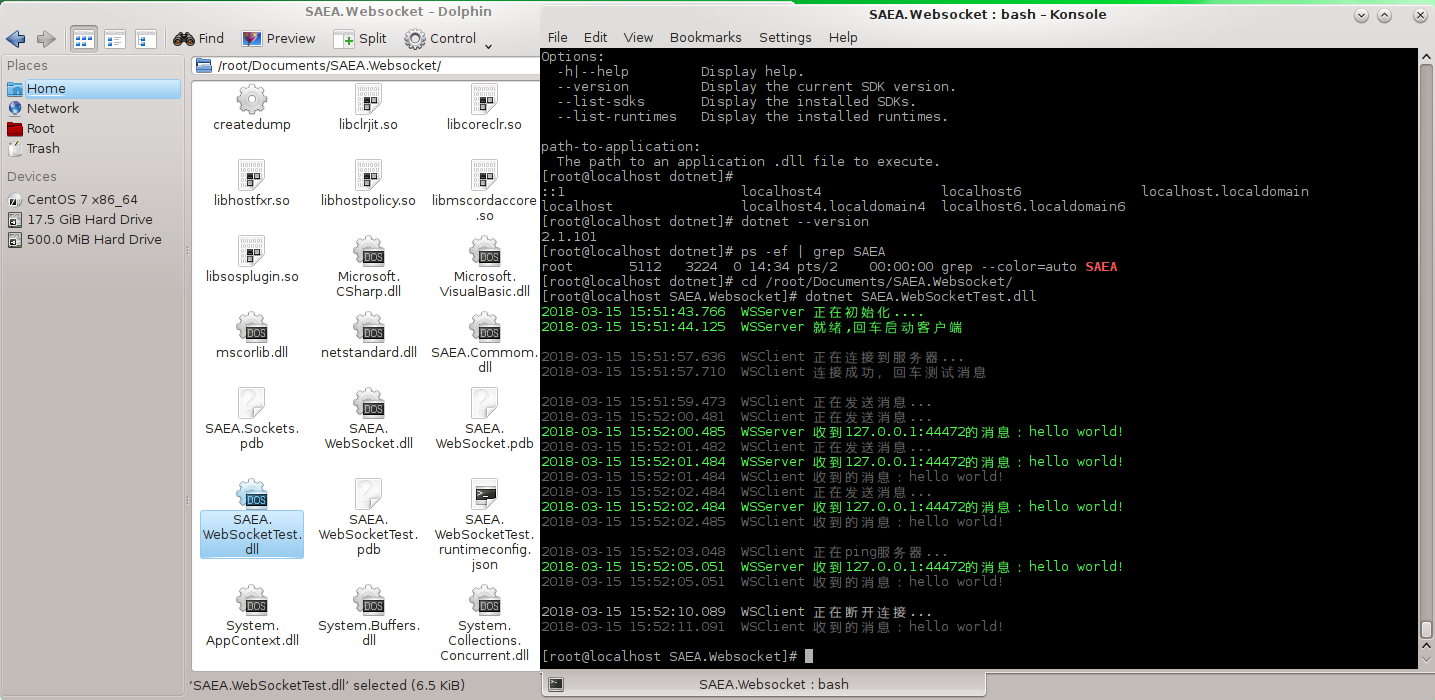 SAEA.Websocket – Dolphin
Find
Preview
Split
Control
Places
Home
Network
Root
Trash
Devices
CentOS 7 x86_64
17.5 GiB Hard Drive
500.0 MiB Hard Drive
/root/Documents/SAEA.Websocket/
createdump
libclrjit.so
libcoreclr.so
libhostfxr.so
libhostpolicy.so
libmscordaccore
.so
libsosplugin.so
Microsoft.
CSharp.dll
Microsoft.
VisualBasic.dll
mscorlib.dll
netstandard.dll
SAEA.Commom.
dll
SAEA.Sockets.
pdb
SAEA.
WebSocket.dll
SAEA.
WebSocket.pdb
SAEA.
WebSocketTest.
dll
SAEA.
WebSocketTest.
pdb
SAEA.
WebSocketTest.
runtimeconfig.
json
System.
AppContext.dll
System.Buffers.
dll
System.
Collections.
Concurrent.dll
'SAEA.WebSocketTest.dll' selected (6.5 KiB)
SAEA.Websocket : bash – Konsole
File Edit View Bookmarks Settings Help
Options:
-h|--help Display help.
--version Display the current SDK version.
--list-sdks Display the installed SDKs.
--list-runtimes Display the installed runtimes.
path-to-application:
The path to an application .dll file to execute.
[root@localhost dotnet]#
::1 localhost4 localhost6 localhost.localdomain
localhost localhost4.localdomain4 localhost6.localdomain6
[root@localhost dotnet]# dotnet --version
2.1.101
[root@localhost dotnet]# ps -ef | grep SAEA
root 5112 3224 0 14:34 pts/2 00:00:00 grep --color=auto SAEA
[root@localhost dotnet]# cd /root/Documents/SAEA.Websocket/
[root@localhost SAEA.Websocket]# dotnet SAEA.WebSocketTest.dll
2018-03-15 15:51:43.766 WSServer 正在初始化....
2018-03-15 15:51:44.125 WSServer 就绪,回车启动客户端
2018-03-15 15:51:57.636 WSClient 正在连接到服务器...
2018-03-15 15:51:57.710 WSClient 连接成功，回车测试消息
2018-03-15 15:51:59.473 WSClient 正在发送消息...
2018-03-15 15:52:00.481 WSClient 正在发送消息...
2018-03-15 15:52:00.485 WSServer 收到127.0.0.1:44472的消息：hello world!
2018-03-15 15:52:01.482 WSClient 正在发送消息...
2018-03-15 15:52:01.484 WSServer 收到127.0.0.1:44472的消息：hello world!
2018-03-15 15:52:01.484 WSClient 收到的消息：hello world!
2018-03-15 15:52:02.484 WSClient 正在发送消息...
2018-03-15 15:52:02.484 WSServer 收到127.0.0.1:44472的消息：hello world!
2018-03-15 15:52:02.485 WSClient 收到的消息：hello world!
2018-03-15 15:52:03.048 WSClient 正在ping服务器...
2018-03-15 15:52:05.051 WSServer 收到127.0.0.1:44472的消息：hello world!
2018-03-15 15:52:05.051 WSClient 收到的消息：hello world!
2018-03-15 15:52:10.089 WSClient 正在断开连接...
2018-03-15 15:52:11.091 WSClient 收到的消息：hello world!
[root@localhost SAEA.Websocket]#
SAEA.Websocket : bash